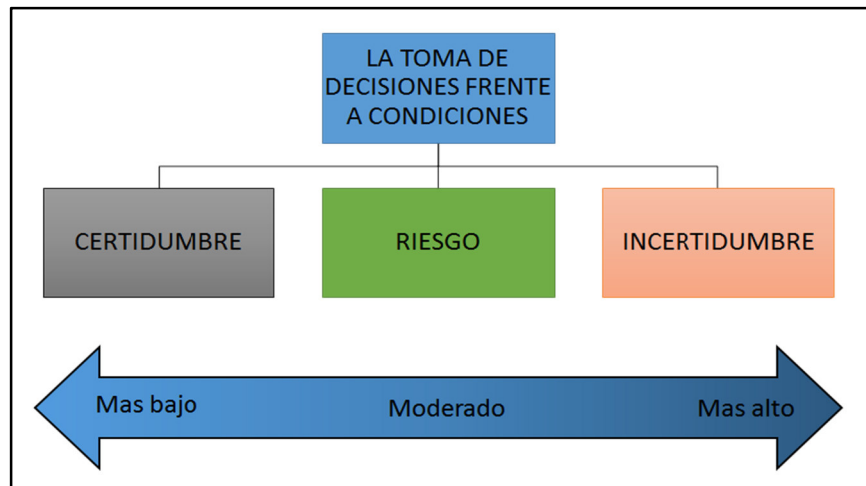 LA TOMA DE
DECISIONES FRENTE
A CONDICIONES
CERTIDUMBRE
RIESGO
INCERTIDUMBRE
Mas bajo
Moderado
Mas alto